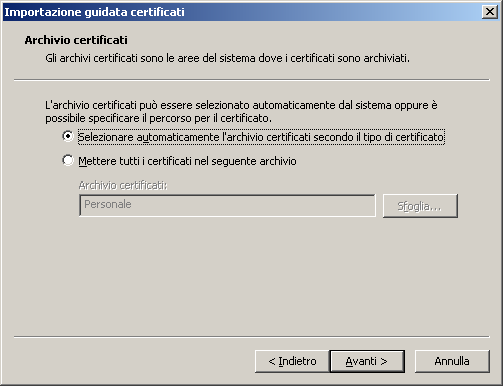 Importazione guidata certificati
Archivio certificati
Gli archivi certificati sono le aree del sistema dove i certificati sono archiviati.
L'archivio certificati può essere selezionato automaticamente dal sistema oppure è
possibile specificare il percorso per il certificato.
Selezionare automaticamente l'archivio certificati secondo il tipo di certificato
Mettere tutti i certificati nel seguente archivio
Archivio certificati:
Personale
Sfoglia...
< Indietro
Avanti >
Annulla